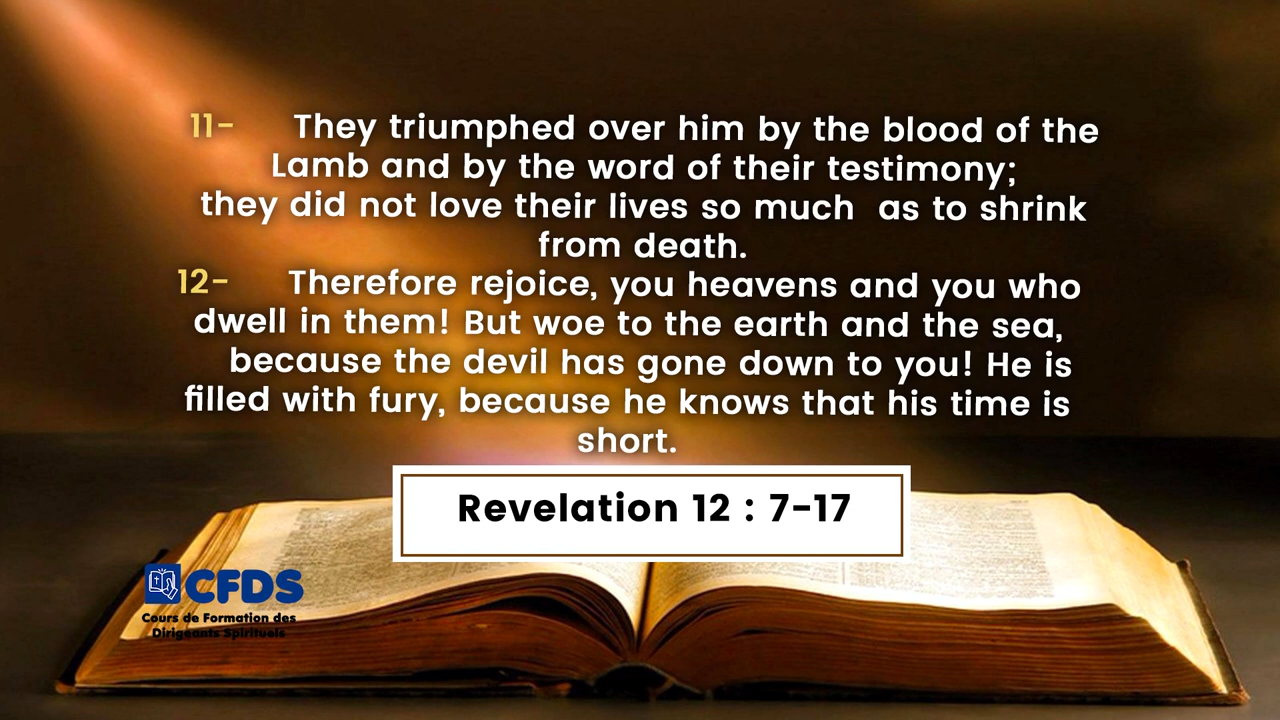 11- They triumphed over him by the blood of the
Lamb and by the word of their testimony;
they did not love their lives so much as to shrink
from death.
12- Therefore rejoice, you heavens and you who
dwell in them! But woe to the earth and the sea,
because the devil has gone down to you! He is
filled with fury, because he knows that his time is
short.
Revelation 12 : 7-17
CFDS
Cours de Formation des
Dirigeants Spirituels